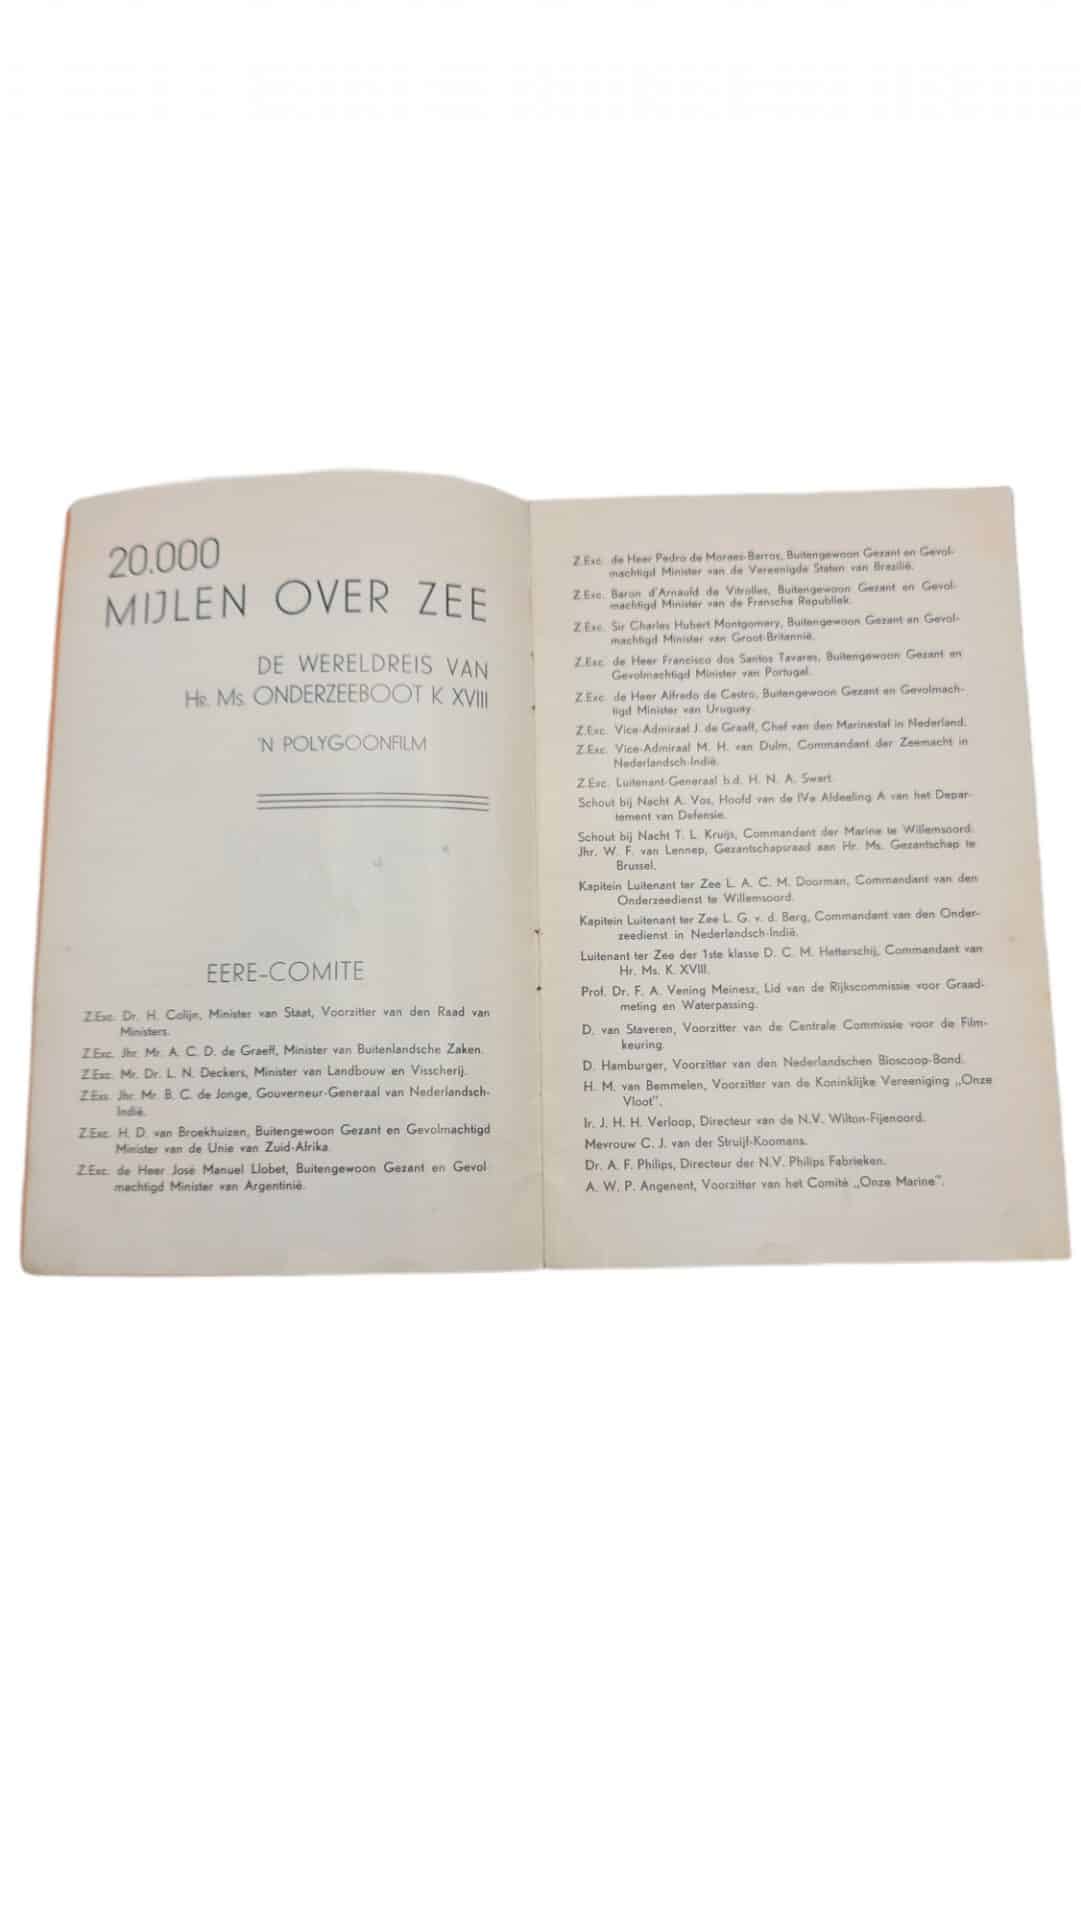 20.000
MIJLEN OVER ZEE
DE WERELDREIS VAN
Hr. Ms. ONDERZEEBOOT K XVIII
'N POLYGOONFILM
EERE-COMITE
Z.Exc. Dr. H. Colijn, Minister van Staat, Voorzitter van den Raad van
Ministers.
Z.Exc. Jhr. Mr. A. C. D. de Graeff, Minister van Buitenlandsche Zaken.
Z.Exc. Mr. Dr. L. N. Deckers, Minister van Landbouw en Visscherij.
Z.Exc. Jhr. Mr. B. C. de Jonge, Gouverneur-Generaal van Nederlandsch-
Indië.
Z.Exc. H. D. van Broekhuizen, Buitengewoon Gezant en Gevolmachtigd
Minister van de Unie van Zuid-Afrika.
Z.Exc. de Heer José Manuel Llobet, Buitengewoon Gezant en Gevol
machtigd Minister van Argentinië.
Z.Exc. de Heer Pedro de Moraes-Barros, Buitengewoon Gezant en Gevol-
machtigd Minister van de Vereenigde Staten van Brazilië.
Z.Exc. Baron d'Arnauld de Vitrolles, Buitengewoon Gezant en Gevol-
machtigd Minister van de Fransche Republiek.
Z.Exc. Sir Charles Hubert Montgomery, Buitengewoon Gezant en Gevol-
machtigd Minister van Groot-Britannië.
Z.Exc. de Heer Francisco dos Santos Tavares, Buitengewoon Gezant en
Gevolmachtigd Minister van Portugal.
Z.Exc. de Heer Alfredo de Castro, Buitengewoon Gezant en Gevolmach-
tigd Minister van Uruguay.
Z.Exc. Vice-Admiraal J. de Graaff, Chef van den Marinestaf in Nederland.
Z.Exc. Vice-Admiraal M. H. van Dulm, Commandant der Zeemacht in
Nederlandsch-Indië.
Z.Exc. Luitenant-Generaal b.d. H. N. A. Swart.
Schout bij Nacht A. Vos, Hoofd van de IVe Afdeeling A van het Depar-
tement van Defensie.
Schout bij Nacht T. L. Kruijs, Commandant der Marine te Willemsoord.
Jhr. W. F. van Lennep, Gezantschapsraad aan Hr. Ms. Gezantschap te
Brussel.
Kapitein Luitenant ter Zee L. A. C. M. Doorman, Commandant van den
Onderzeedienst te Willemsoord.
Kapitein Luitenant ter Zee L. G. v. d. Berg, Commandant van den Onder-
zeedienst in Nederlandsch-Indië.
Luitenant ter Zee der 1ste klasse D. C. M. Hetterschij, Commandant van
Hr. Ms. K. XVIII.
Prof. Dr. F. A. Vening Meinesz, Lid van de Rijkscommissie voor Graad-
meting en Waterpassing.
D. van Staveren, Voorzitter van de Centrale Commissie voor de Film-
keuring.
D. Hamburger, Voorzitter van den Nederlandschen Bioscoop-Bond.
H. M. van Bemmelen, Voorzitter van de Koninklijke Vereeniging „Onze
Vloot".
Ir. J. H. H. Verloop, Directeur van de N.V. Wilton-Fijenoord.
Mevrouw C. J. van der Struijf-Koomans.
Dr. A. F. Philips, Directeur der N.V. Philips Fabrieken.
A. W. P. Angenent, Voorzitter van het Comité „Onze Marine".